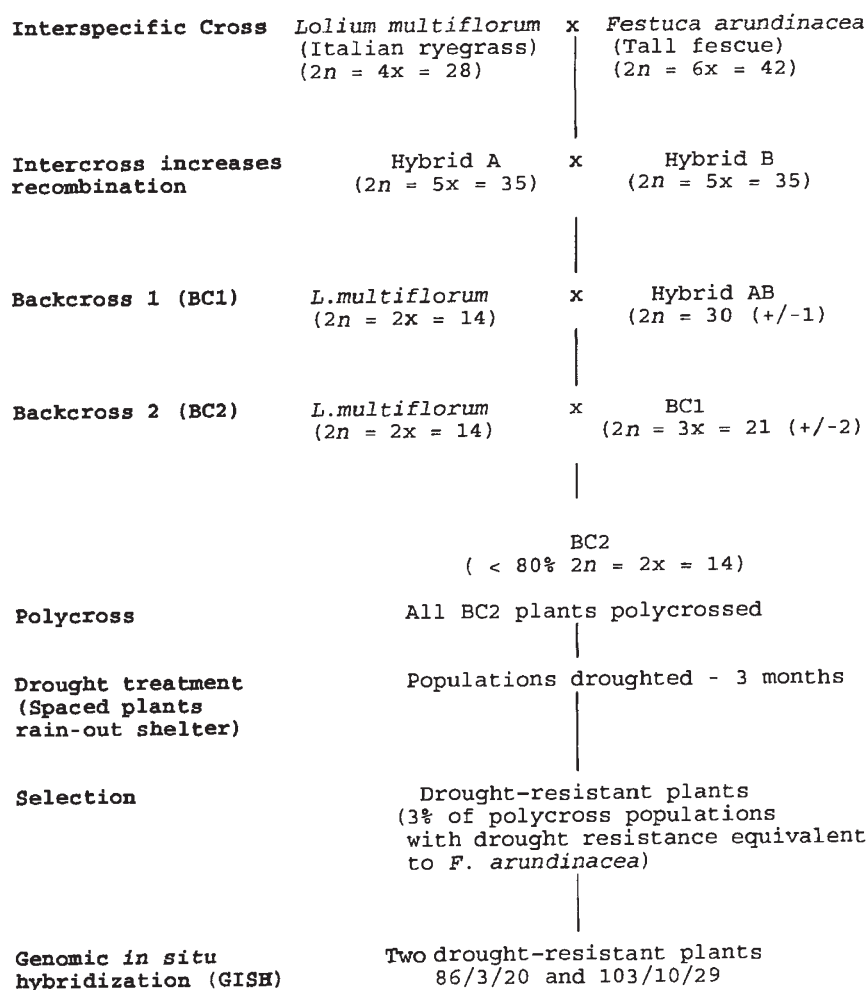 Interspecific Cross Lolium multiflorum x Festuca arundinacea
(Italian ryegrass) (Tall fescue)
(2n = 4x = 28) (2n = 6x = 42)
Intercross increases Hybrid A x Hybrid B
recombination (2n = 5x = 35) (2n = 5x = 35)
Backcross 1 (BC1) L.multiflorum x Hybrid AB
(2n = 2x = 14) (2n = 30 (+/-1)
Backcross 2 (BC2) L.multiflorum x BC1
(2n = 2x = 14) (2n = 3x = 21 (+/-2)
BC2
( < 80% 2n = 2x = 14)
Polycross All BC2 plants polycrossed
Drought treatment Populations droughted - 3 months
(Spaced plants
rain-out shelter)
Selection Drought-resistant plants
(3% of polycross populations
with drought resistance equivalent
to F. arundinacea)
Genomic in situ Two drought-resistant plants
hybridization (GISH) 86/3/20 and 103/10/29